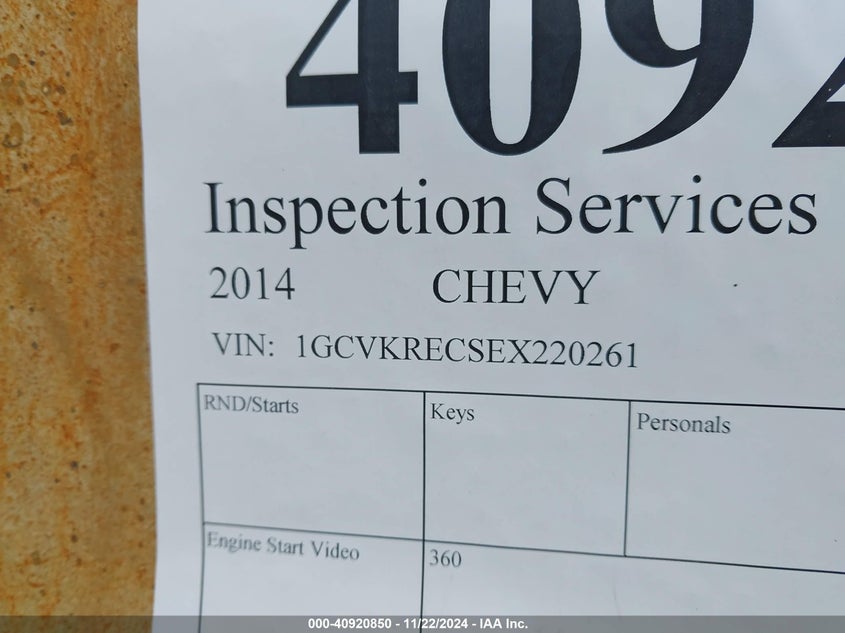 409
Inspection Services
2014 CHEVY
VIN: 1GCVKRECSEX220261
RND/Starts Keys Personals
Engine Start Video 360
000-40920850 - 11/22/2024 - IAA Inc.